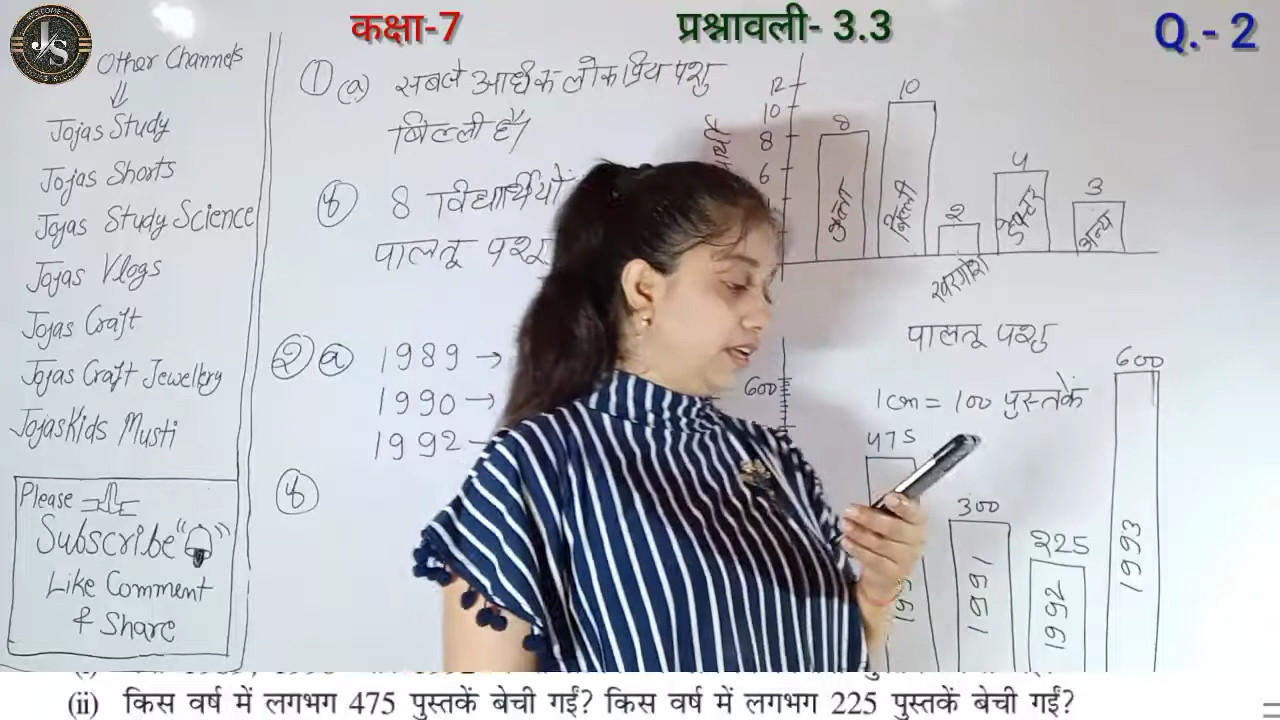 कक्षा-7
प्रश्नावली- 3.3
Q.- 2
J/S
Other Channels
Jojas Study
Jojas Shorts
Jojas Study Science
Jojas Vlogs
Jojas Craft
Jojas Craft Jewellery
Jojas Kids Musti
Please
Subscribe
Like Comment
& Share
① (a) सबसे अधिक लोकप्रिय पशु
बिल्ली है।
ⓑ 8 विद्यार्थियों
पालतू पशु
② ⓐ 1989 →
1990 →
1992
ⓑ
12
10
8
6
8
10
2
4
3
बिल्ली
अन्य
खरगोश
पालतू पशु
600
1cm = 100 पुस्तकें
475
300
225
600
1991
1992
1993
(ii) किस वर्ष में लगभग 475 पुस्तकें बेची गईं? किस वर्ष में लगभग 225 पुस्तकें बेची गईं?